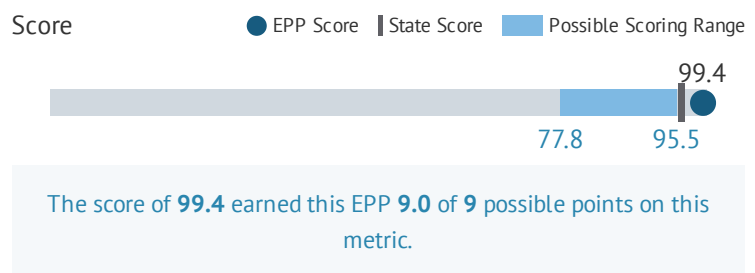 Score EPP Score State Score Possible Scoring Range
99.4
77.8 95.5
The score of 99.4 earned this EPP 9.0 of 9 possible points on this
metric.